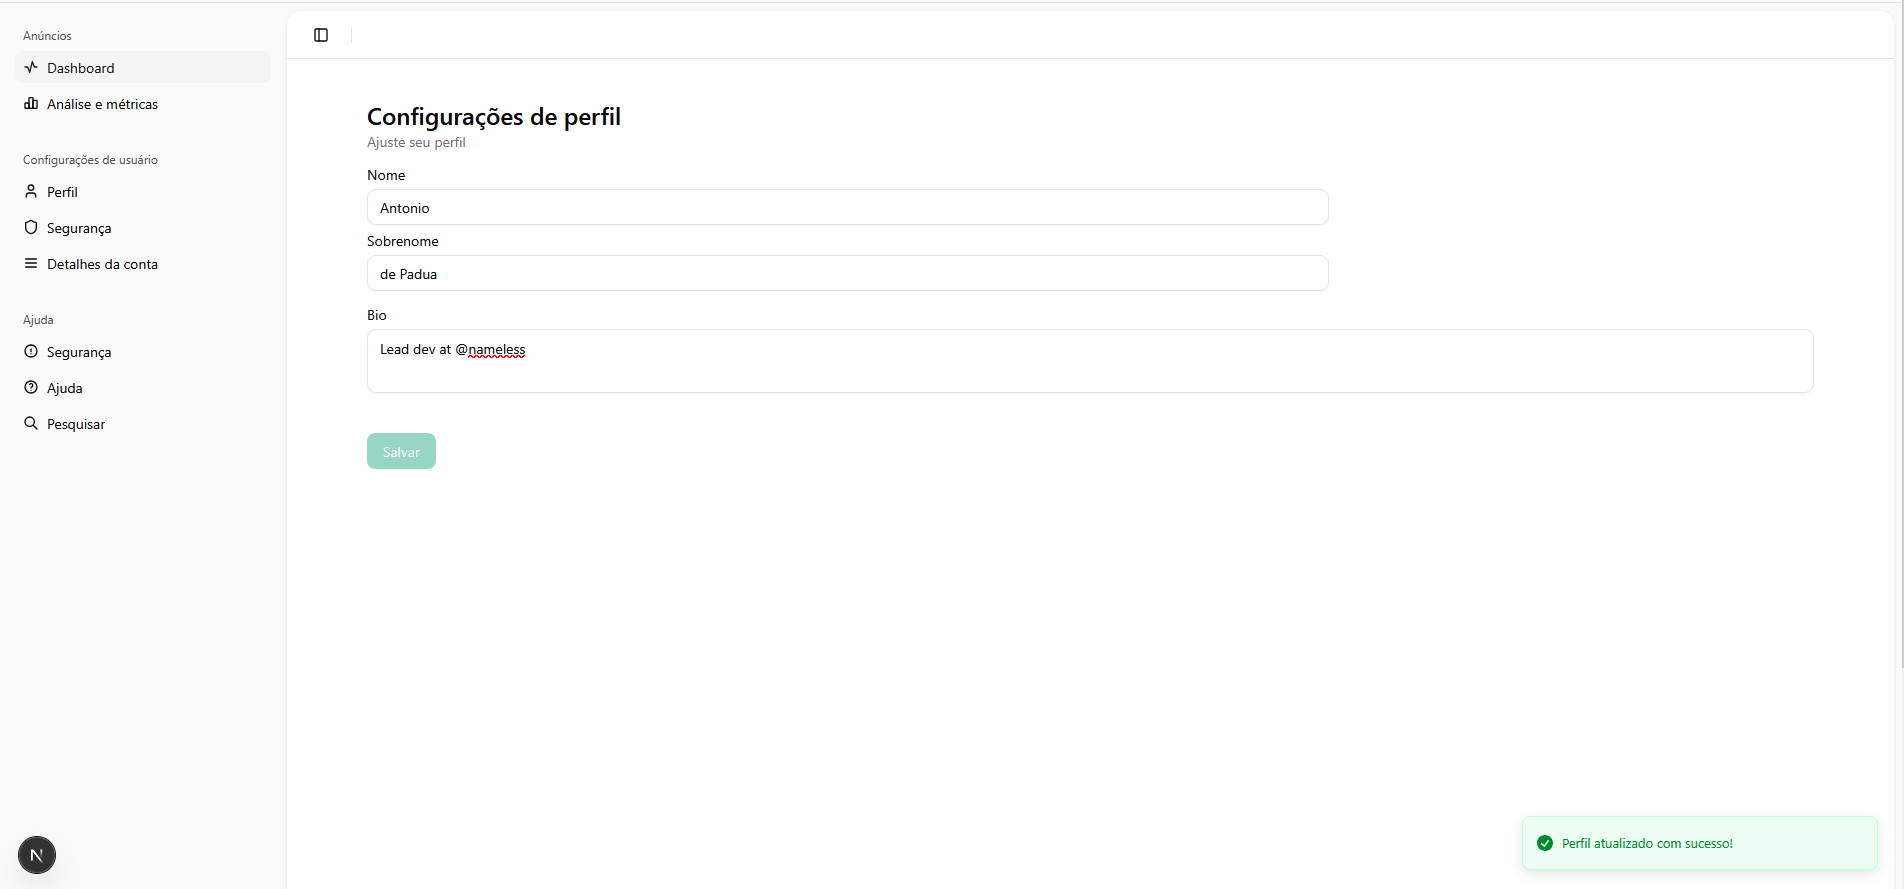 Anúncios
Dashboard
Análise e métricas
Configurações de usuário
Perfil
Segurança
Detalhes da conta
Ajuda
Segurança
Ajuda
Pesquisar
N
Configurações de perfil
Ajuste seu perfil
Nome
Antonio
Sobrenome
de Padua
Bio
Lead dev at @nameless
Salvar
Perfil atualizado com sucesso!